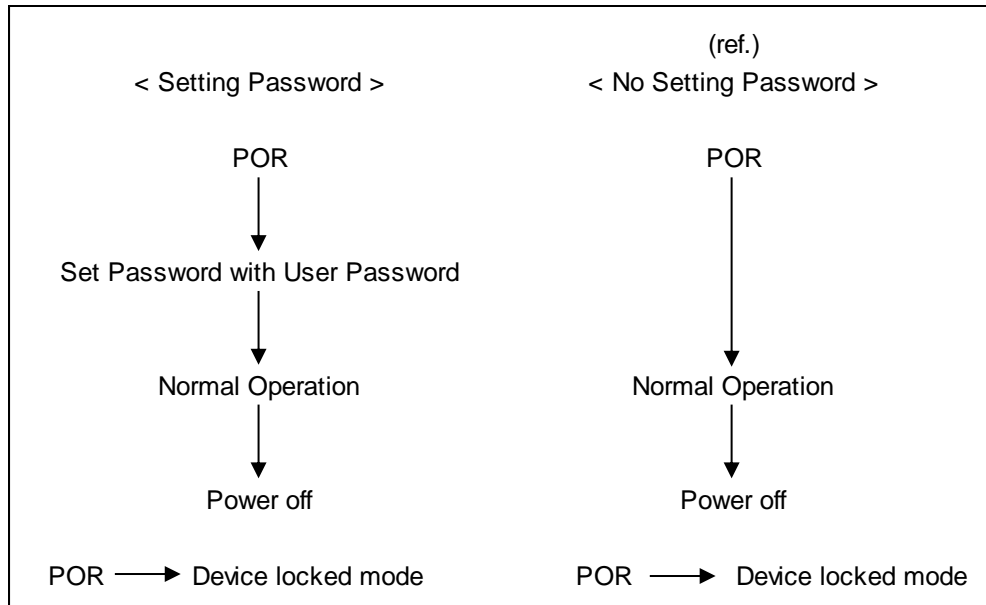 (ref.)
< Setting Password >
< No Setting Password >
POR
POR
Set Password with User Password
Normal Operation
Normal Operation
Power off
Power off
POR Device locked mode
POR Device locked mode